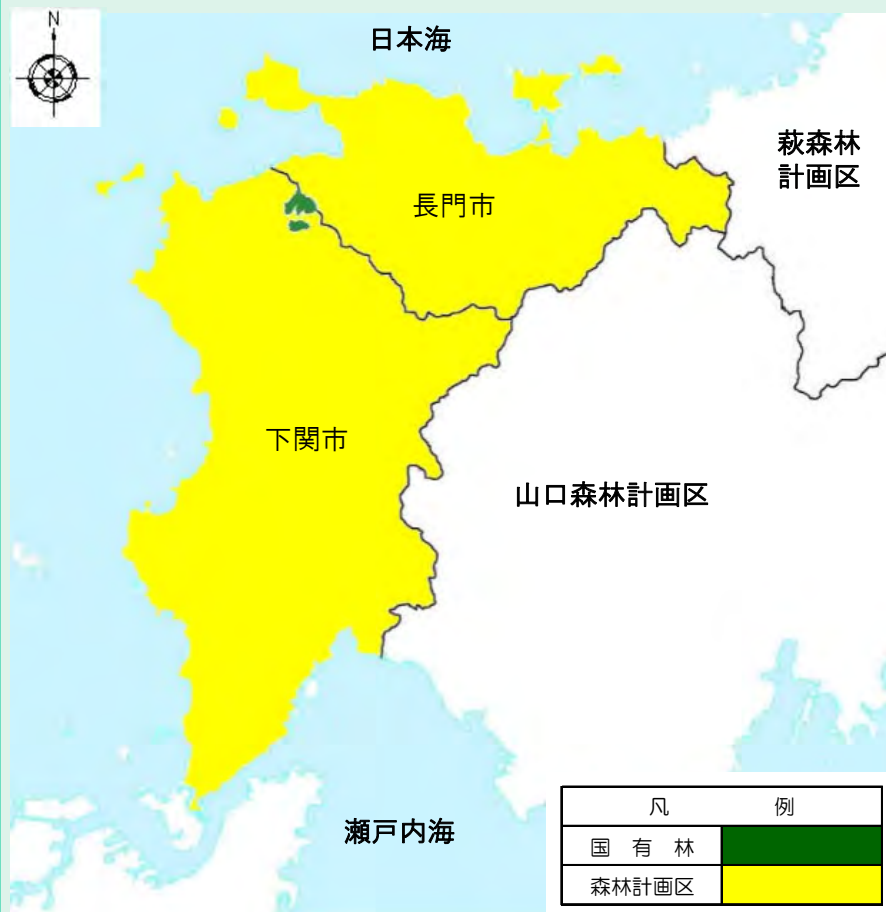 N
日本海
萩森林
計画区
長門市
下関市
山口森林計画区
瀬戸内海
凡 例
国 有 林
森林計画区